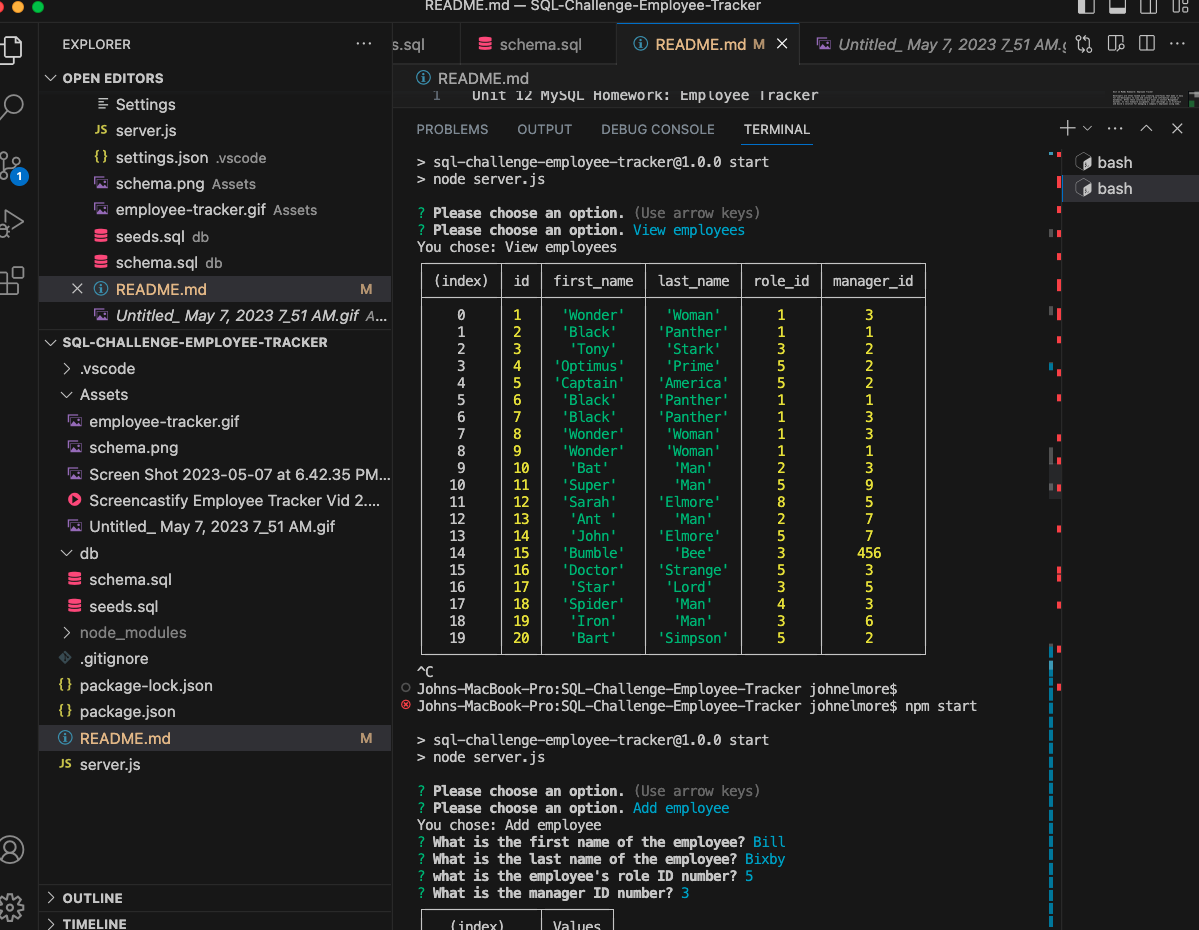 README.md — SQL-Challenge-Employee-Tracker
EXPLORER
OPEN EDITORS
Settings
JS server.js
{} settings.json .vscode
schema.png Assets
employee-tracker.gif Assets
seeds.sql db
schema.sql db
README.md M
Untitled_ May 7, 2023 7_51 AM.gif A...
SQL-CHALLENGE-EMPLOYEE-TRACKER
.vscode
Assets
employee-tracker.gif
schema.png
Screen Shot 2023-05-07 at 6.42.35 PM...
Screencastify Employee Tracker Vid 2....
Untitled_ May 7, 2023 7_51 AM.gif
db
schema.sql
seeds.sql
node_modules
.gitignore
{} package-lock.json
{} package.json
README.md M
JS server.js
OUTLINE
TIMELINE
1
s.sql schema.sql README.md M Untitled_ May 7, 2023 7_51 AM.g
README.md
1 Unit 12 MySQL Homework: Employee Tracker
PROBLEMS OUTPUT DEBUG CONSOLE TERMINAL
bash
bash
> sql-challenge-employee-tracker@1.0.0 start
> node server.js
? Please choose an option. (Use arrow keys)
? Please choose an option. View employees
You chose: View employees
(index) id first_name last_name role_id manager_id
0 1 'Wonder' 'Woman' 1 3
1 2 'Black' 'Panther' 1 1
2 3 'Tony' 'Stark' 3 2
3 4 'Optimus' 'Prime' 5 2
4 5 'Captain' 'America' 5 2
5 6 'Black' 'Panther' 1 1
6 7 'Black' 'Panther' 1 3
7 8 'Wonder' 'Woman' 1 3
8 9 'Wonder' 'Woman' 1 1
9 10 'Bat' 'Man' 2 3
10 11 'Super' 'Man' 5 9
11 12 'Sarah' 'Elmore' 8 5
12 13 'Ant ' 'Man' 2 7
13 14 'John' 'Elmore' 5 7
14 15 'Bumble' 'Bee' 3 456
15 16 'Doctor' 'Strange' 5 3
16 17 'Star' 'Lord' 3 5
17 18 'Spider' 'Man' 4 3
18 19 'Iron' 'Man' 3 6
19 20 'Bart' 'Simpson' 5 2
^C
Johns-MacBook-Pro:SQL-Challenge-Employee-Tracker johnelmore$
Johns-MacBook-Pro:SQL-Challenge-Employee-Tracker johnelmore$ npm start
> sql-challenge-employee-tracker@1.0.0 start
> node server.js
? Please choose an option. (Use arrow keys)
? Please choose an option. Add employee
You chose: Add employee
? What is the first name of the employee? Bill
? What is the last name of the employee? Bixby
? what is the employee's role ID number? 5
? What is the manager ID number? 3
(index) Values